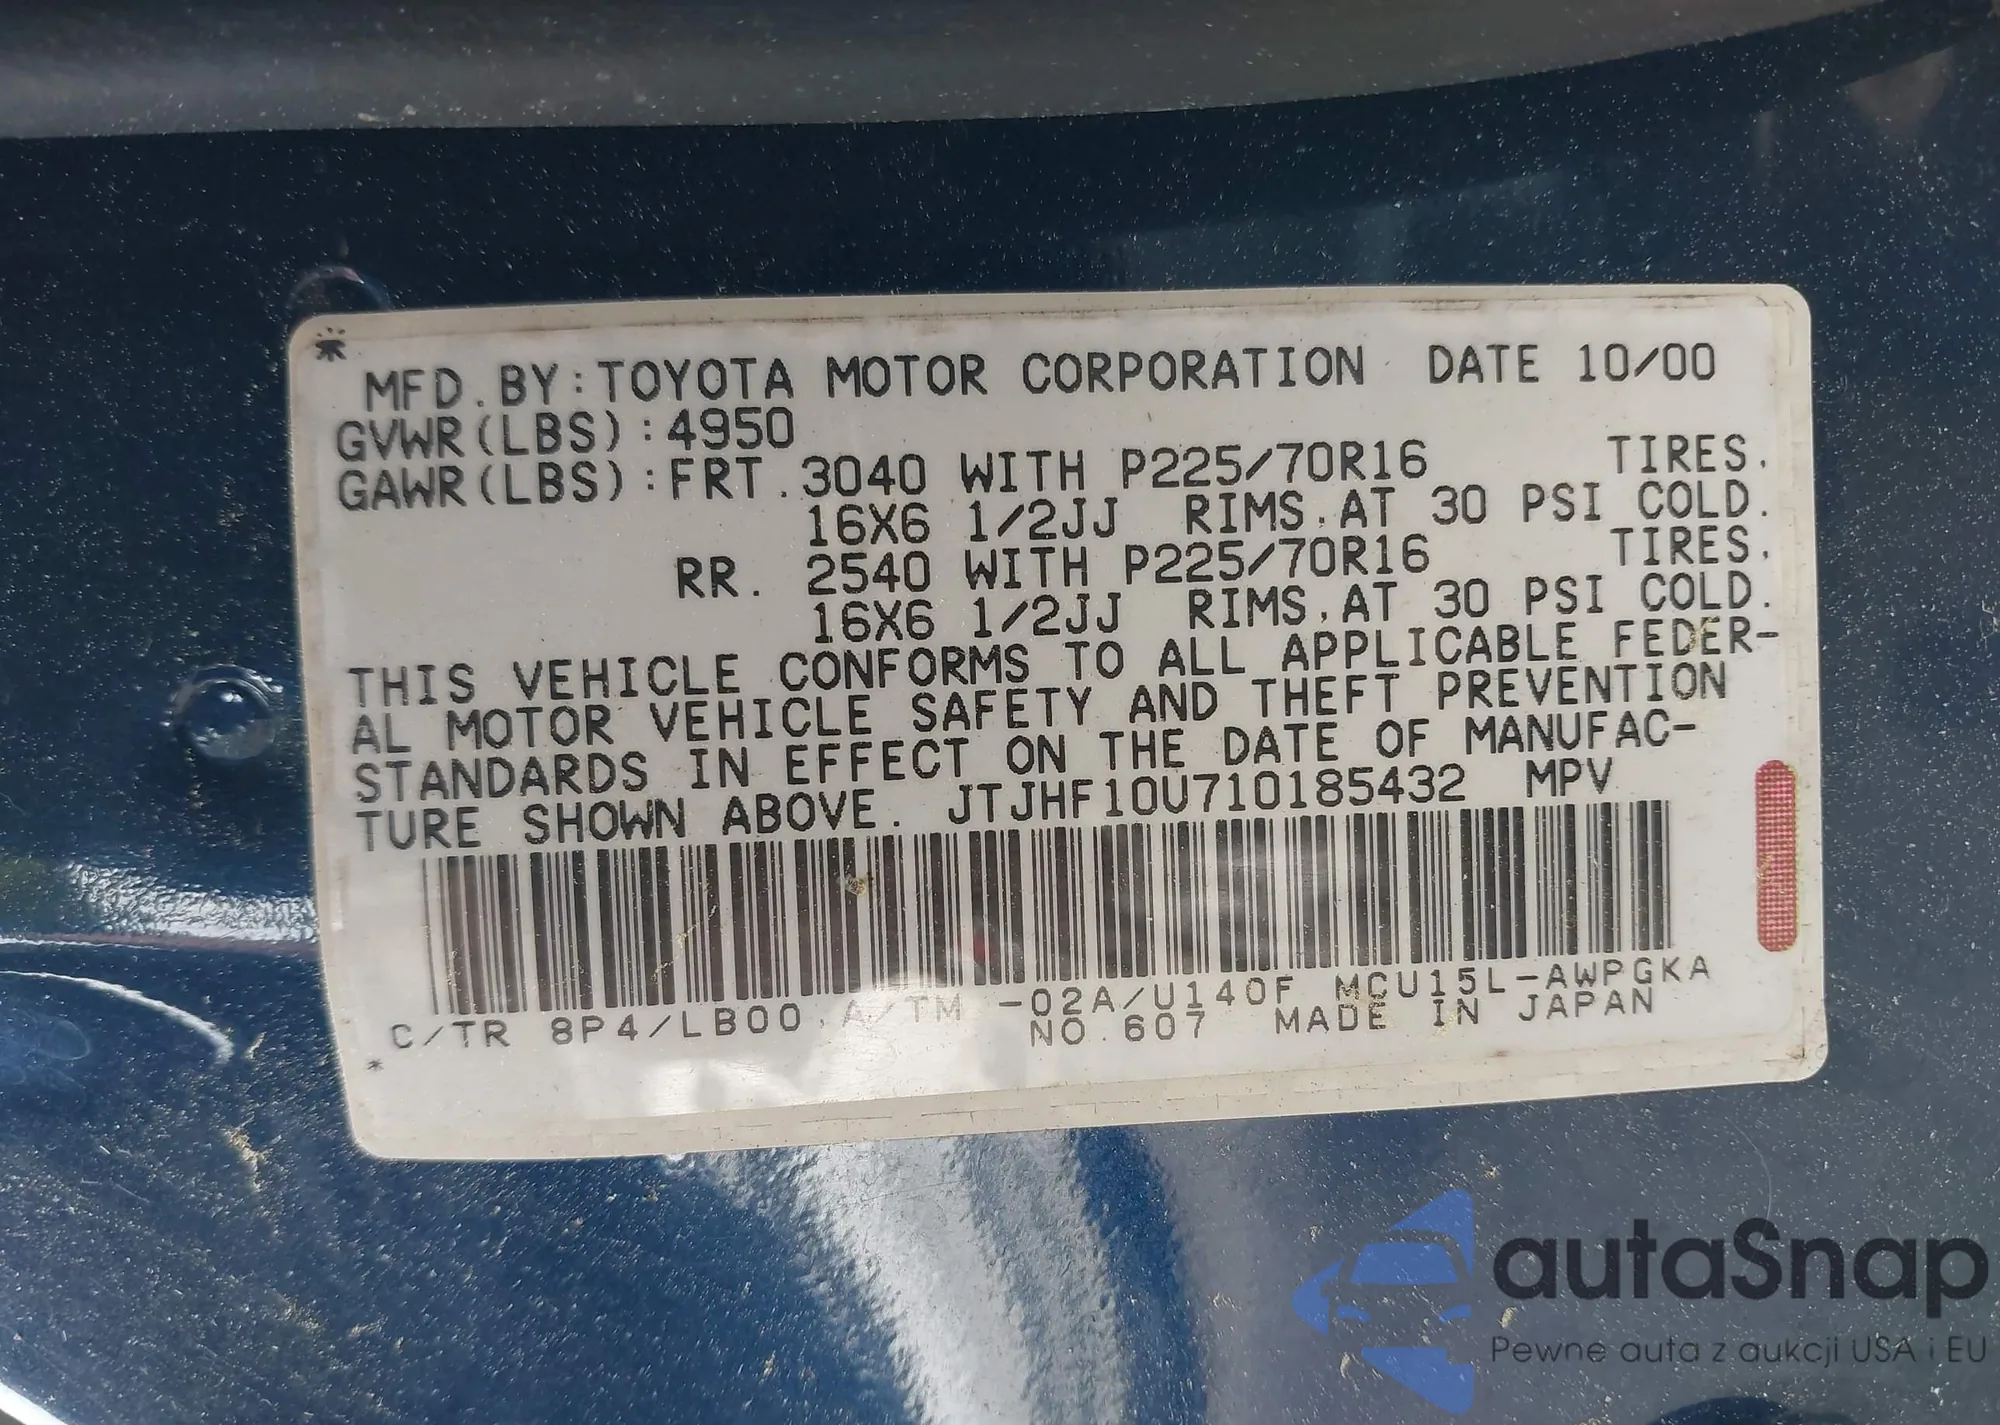 MFD.BY:TOYOTA MOTOR CORPORATION DATE 10/00
GVWR(LBS):4950
GAWR(LBS):FRT.3040 WITH P225/70R16 TIRES.
16X6 1/2JJ RIMS.AT 30 PSI COLD.
RR. 2540 WITH P225/70R16 TIRES.
16X6 1/2JJ RIMS.AT 30 PSI COLD.
THIS VEHICLE CONFORMS TO ALL APPLICABLE FEDER-
AL MOTOR VEHICLE SAFETY AND THEFT PREVENTION
STANDARDS IN EFFECT ON THE DATE OF MANUFAC-
TURE SHOWN ABOVE. JTJHF10U710185432 MPV
C/TR 8P4/LB00 A/TM -02A/U140F MCU15L-AWPGKA
NO.607 MADE IN JAPAN
autaSnap
Pewne auta z aukcji USA i EU